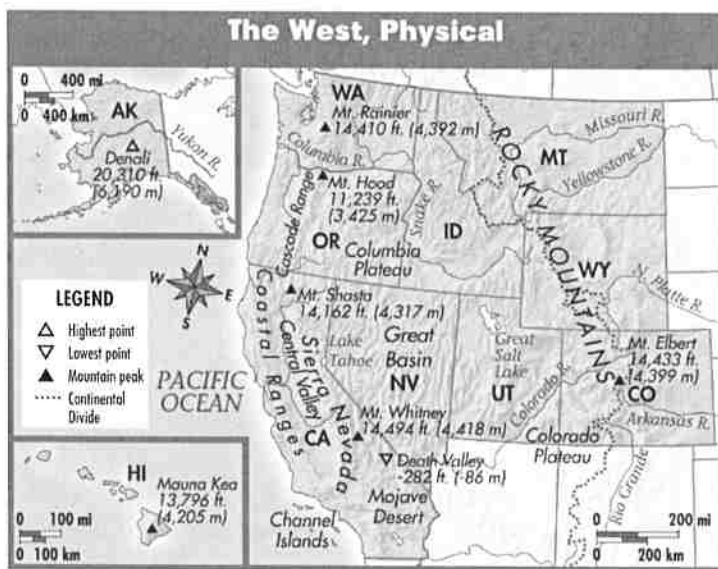 The West, Physical
0 400 mi
0 400 km
AK
Yukon R.
Denali
20,310 ft.
(6,190 m)
WA
Mt. Rainier
14,410 ft. (4,392 m)
Columbia R.
Mt. Hood
11,239 ft.
(3,425 m)
Cascade Range
OR
Columbia
Plateau
Snake R.
ID
ROCKY MOUNTAINS
MT
Missouri R.
Yellowstone R.
WY
N. Platte R.
N
W
E
S
LEGEND
Highest point
Lowest point
Mountain peak
Continental
Divide
PACIFIC
OCEAN
Coastal Ranges
Mt. Shasta
14,162 ft. (4,317 m)
Central Valley
Sierra Nevada
Lake
Tahoe
Great
Basin
NV
Great
Salt
Lake
UT
Colorado R.
Mt. Elbert
14,433 ft.
(4,399 m)
CO
Arkansas R.
Colorado
Plateau
Rio Grande
CA
Mt. Whitney
14,494 ft. (4,418 m)
Death Valley
-282 ft. (-86 m)
Mojave
Desert
Channel
Islands
HI
Mauna Kea
13,796 ft.
(4,205 m)
0 100 mi
0 100 km
0 200 mi
0 200 km